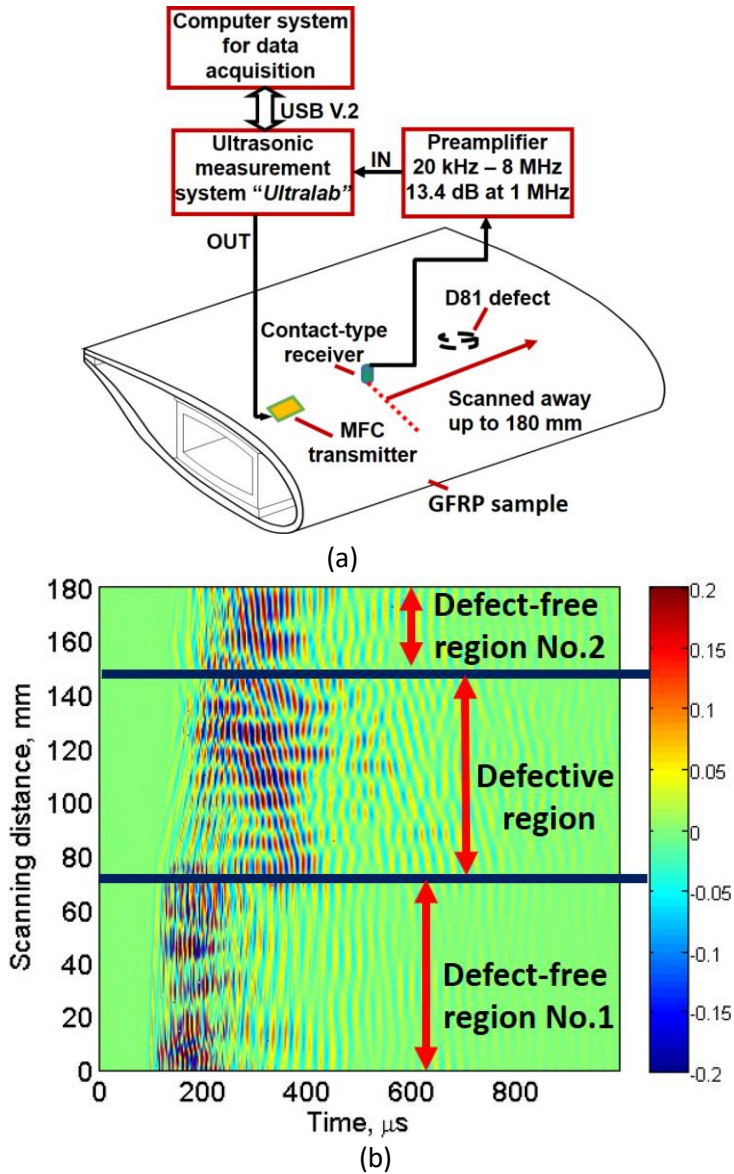 Computer system
for data
acquisition
USB V.2
Ultrasonic
measurement
system “Ultralab”
IN
Preamplifier
20 kHz – 8 MHz
13.4 dB at 1 MHz
OUT
D81 defect
Contact-type
receiver
Scanned away
up to 180 mm
MFC
transmitter
GFRP sample
(a)
Scanning distance, mm
180
160
140
120
100
80
60
40
20
0
Defect-free
region No.2
Defective
region
Defect-free
region No.1
0.2
0.15
0.1
0.05
0
-0.05
-0.1
-0.15
-0.2
0 200 400 600 800
Time, μs
(b)